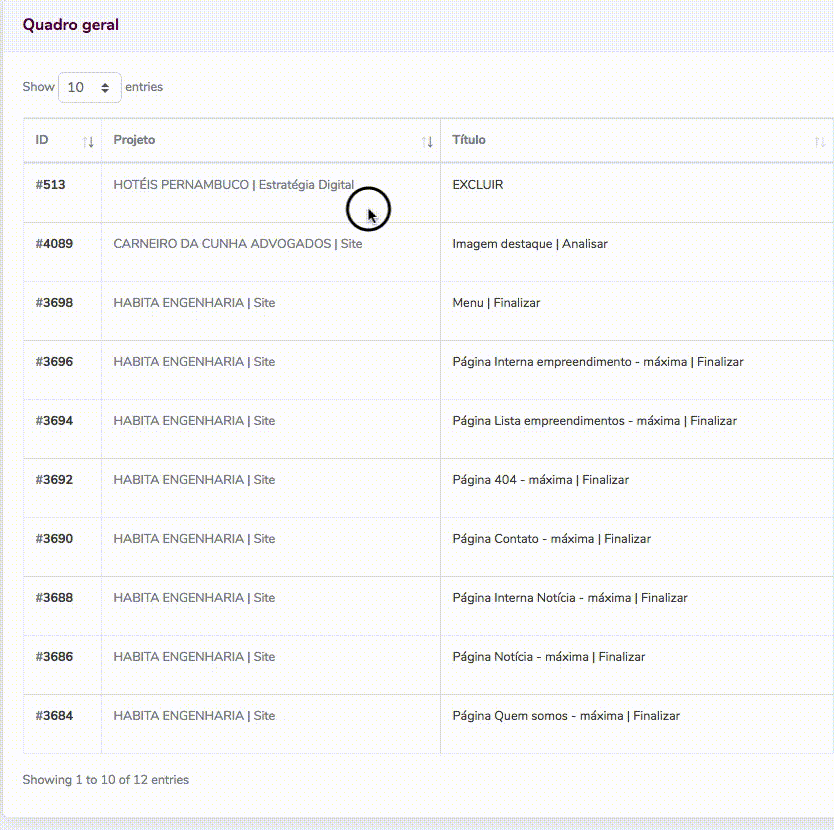 Quadro geral
Show 10 entries
ID Projeto Título
#513 HOTÉIS PERNAMBUCO | Estratégia Digital EXCLUIR
#4089 CARNEIRO DA CUNHA ADVOGADOS | Site Imagem destaque | Analisar
#3698 HABITA ENGENHARIA | Site Menu | Finalizar
#3696 HABITA ENGENHARIA | Site Página Interna empreendimento - máxima | Finalizar
#3694 HABITA ENGENHARIA | Site Página Lista empreendimentos - máxima | Finalizar
#3692 HABITA ENGENHARIA | Site Página 404 - máxima | Finalizar
#3690 HABITA ENGENHARIA | Site Página Contato - máxima | Finalizar
#3688 HABITA ENGENHARIA | Site Página Interna Notícia - máxima | Finalizar
#3686 HABITA ENGENHARIA | Site Página Notícia - máxima | Finalizar
#3684 HABITA ENGENHARIA | Site Página Quem somos - máxima | Finalizar
Showing 1 to 10 of 12 entries